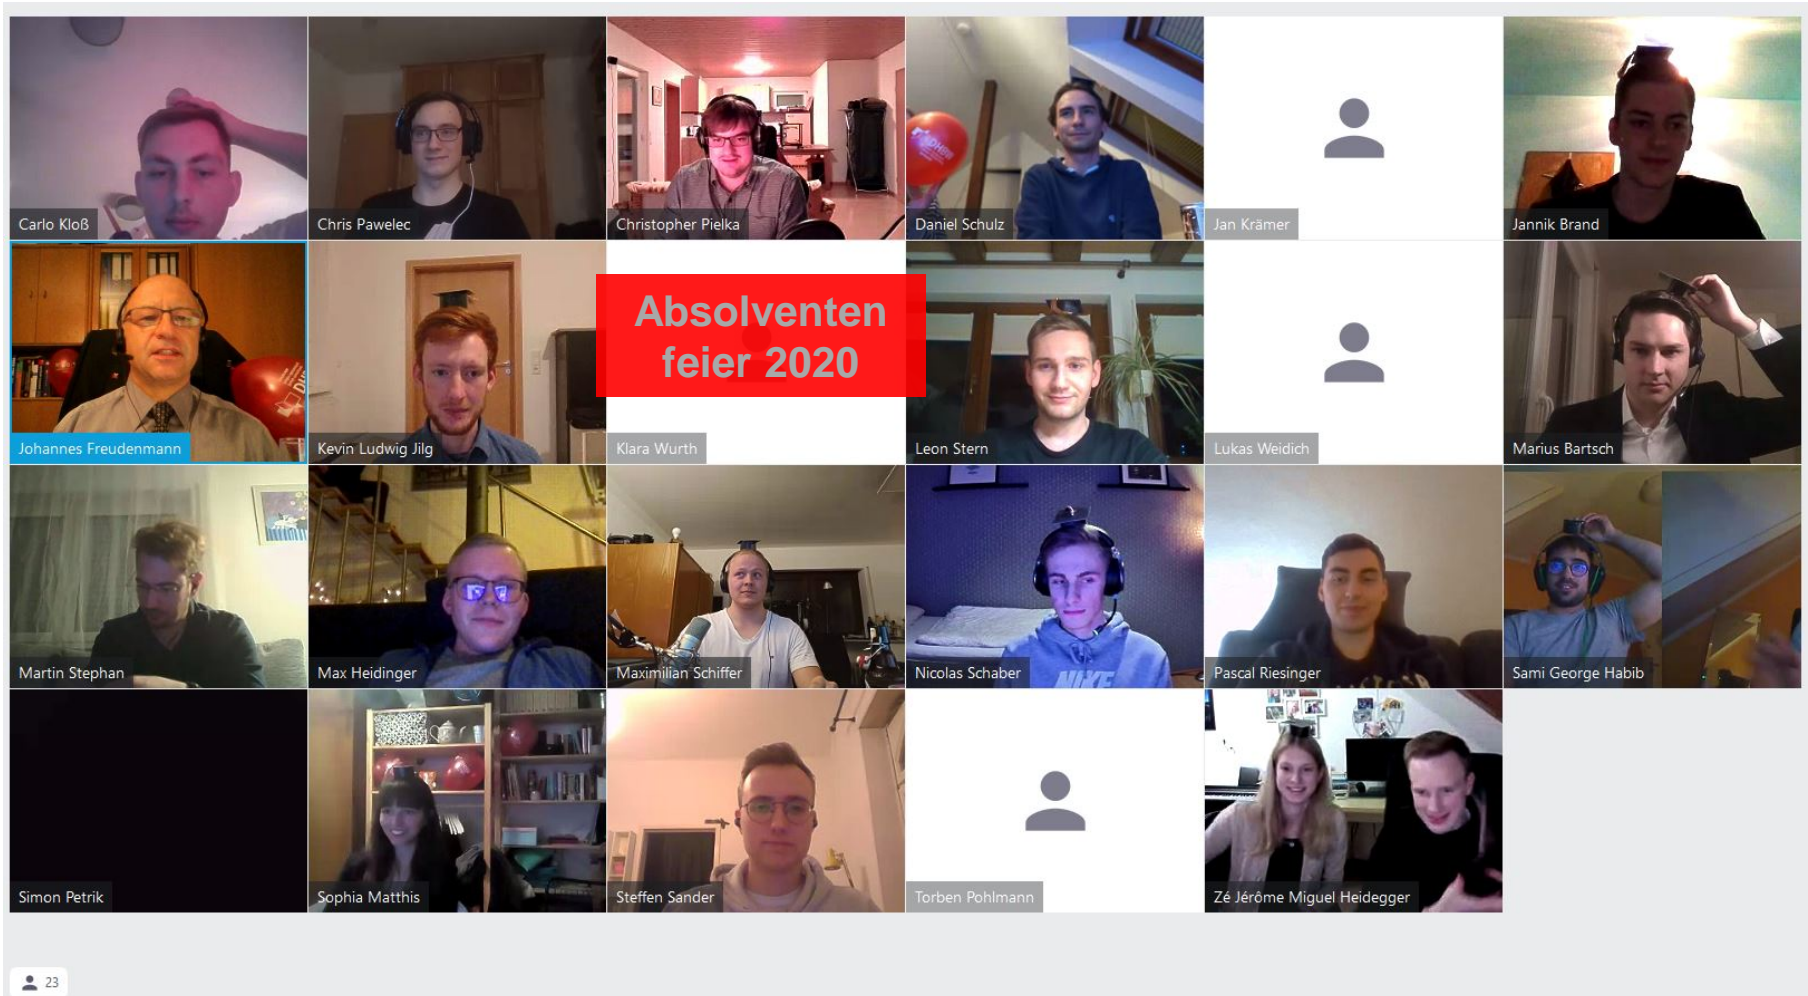 Carlo Kloß
Chris Pawelec
Christopher Pielka
Daniel Schulz
Jan Krämer
Jannik Brand
Johannes Freudenmann
Kevin Ludwig Jilg
Absolventen
feier 2020
Klara Wurth
Leon Stern
Lukas Weidich
Marius Bartsch
Martin Stephan
Max Heidinger
Maximilian Schiffer
NIKE
Nicolas Schaber
Pascal Riesinger
Sami George Habib
Simon Petrik
Sophia Matthis
Steffen Sander
Torben Pohlmann
Zé Jérôme Miguel Heidegger
23